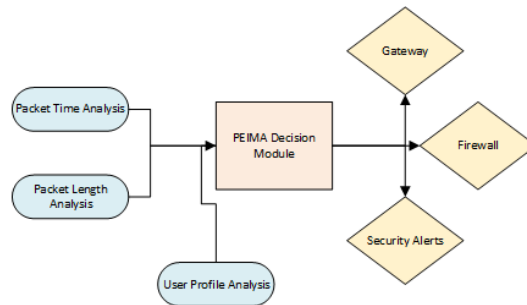 Gateway
Packet Time Analysis
PEIMA Decision
Module
Firewall
Packet Length
Analysis
Security Alerts
User Profile Analysis